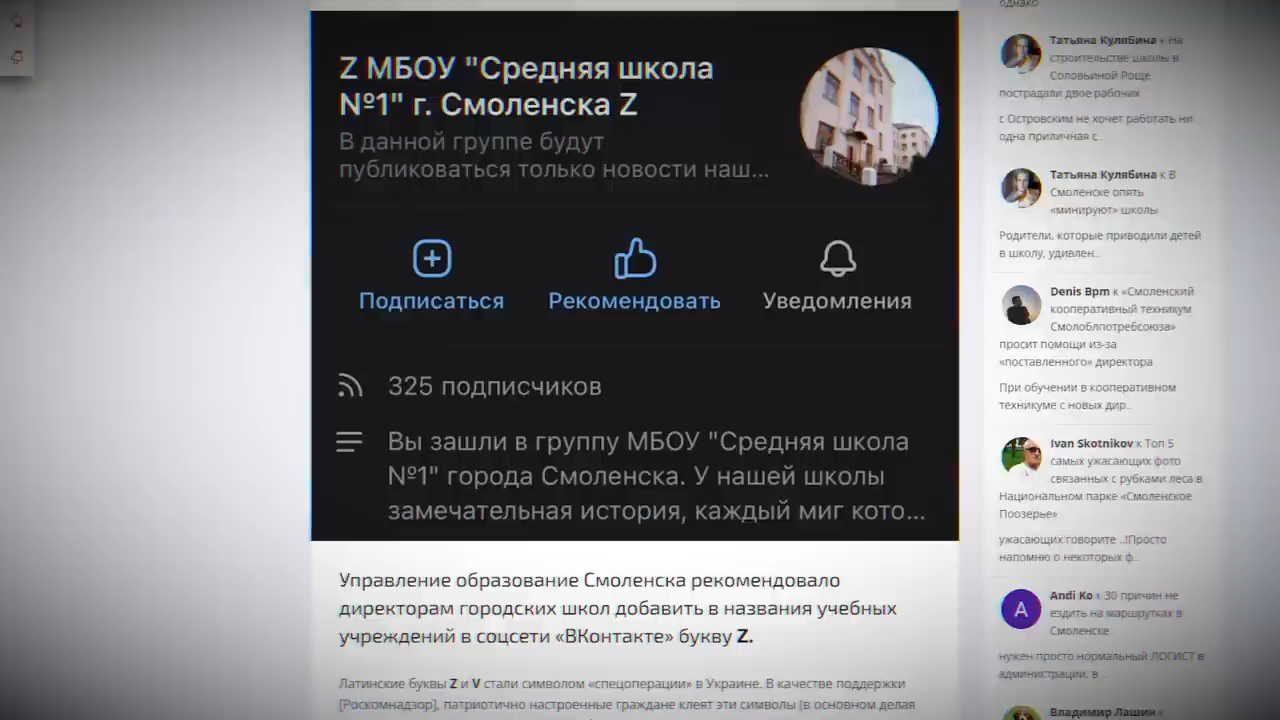 Z МБОУ "Средняя школа
№1" г. Смоленска Z
В данной группе будут
публиковаться только новости наш...
Подписаться
Рекомендовать
Уведомления
325 подписчиков
Вы зашли в группу МБОУ "Средняя школа
№1" города Смоленска. У нашей школы
замечательная история, каждый миг кото...
Управление образование Смоленска рекомендовало
директорам городских школ добавить в названия учебных
учреждений в соцсети «ВКонтакте» букву Z.
Латинские буквы Z и V стали символом «спецоперации» в Украине. В качестве поддержки
[Роскомнадзор], патриотично настроенные граждане клеят эти символы (в основном делая
однако
Татьяна Кулябина к На
строительстве школы в
Соловьиной Роще
пострадали двое рабочих
с Островским не хочет работать ни
одна приличная с..
Татьяна Кулябина к В
Смоленске опять
«минируют» школы
Родители, которые приводили детей
в школу, удивлен..
Denis Bpm к «Смоленский
кооперативный техникум
Смолоблпотребсоюза»
просит помощи из-за
«поставленного» директора
При обучении в кооперативном
техникуме с новых дир..
Ivan Skotnikov к Топ 5
самых ужасающих фото
связанных с рубками леса в
Национальном парке «Смоленское
Поозерье»
ужасающих говорите ..!Просто
напомню о некоторых ф..
A
Andi Ko к 30 причин не
ездить на маршрутках в
Смоленске
нужен просто нормальный ЛОГИСТ в
администрации, в ..
Владимир Лашин к